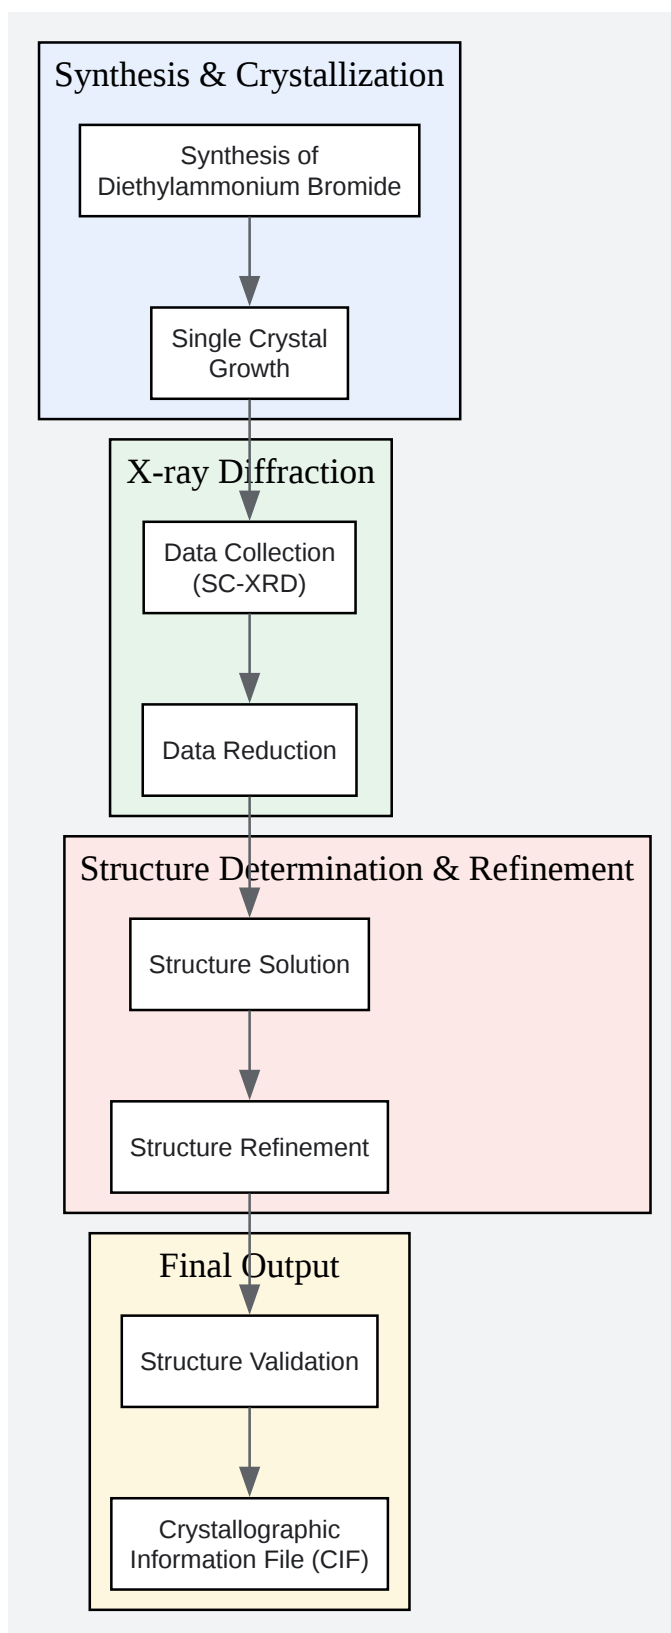 Synthesis & Crystallization
Synthesis of
Diethylammonium Bromide
Single Crystal
Growth
X-ray Diffraction
Data Collection
(SC-XRD)
Data Reduction
Structure Determination & Refinement
Structure Solution
Structure Refinement
Final Output
Structure Validation
Crystallographic
Information File (CIF)